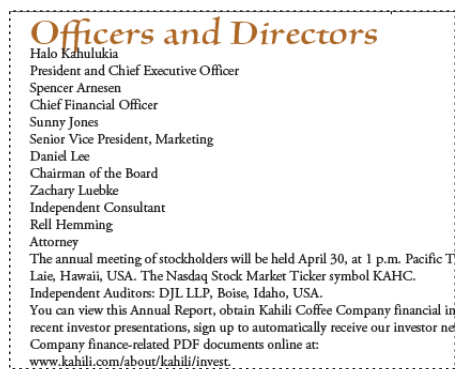 Officers and Directors
Halo Kahulukia
President and Chief Executive Officer
Spencer Arnesen
Chief Financial Officer
Sunny Jones
Senior Vice President, Marketing
Daniel Lee
Chairman of the Board
Zachary Luebke
Independent Consultant
Rell Hemming
Attorney
The annual meeting of stockholders will be held April 30, at 1 p.m. Pacific
Laie, Hawaii, USA. The Nasdaq Stock Market Ticker symbol KAHC.
Independent Auditors: DJL LLP, Boise, Idaho, USA.
You can view this Annual Report, obtain Kahili Coffee Company financial
recent investor presentations, sign up to automatically receive our investor
Company finance-related PDF documents online at:
www.kahili.com/about/kahili/invest.